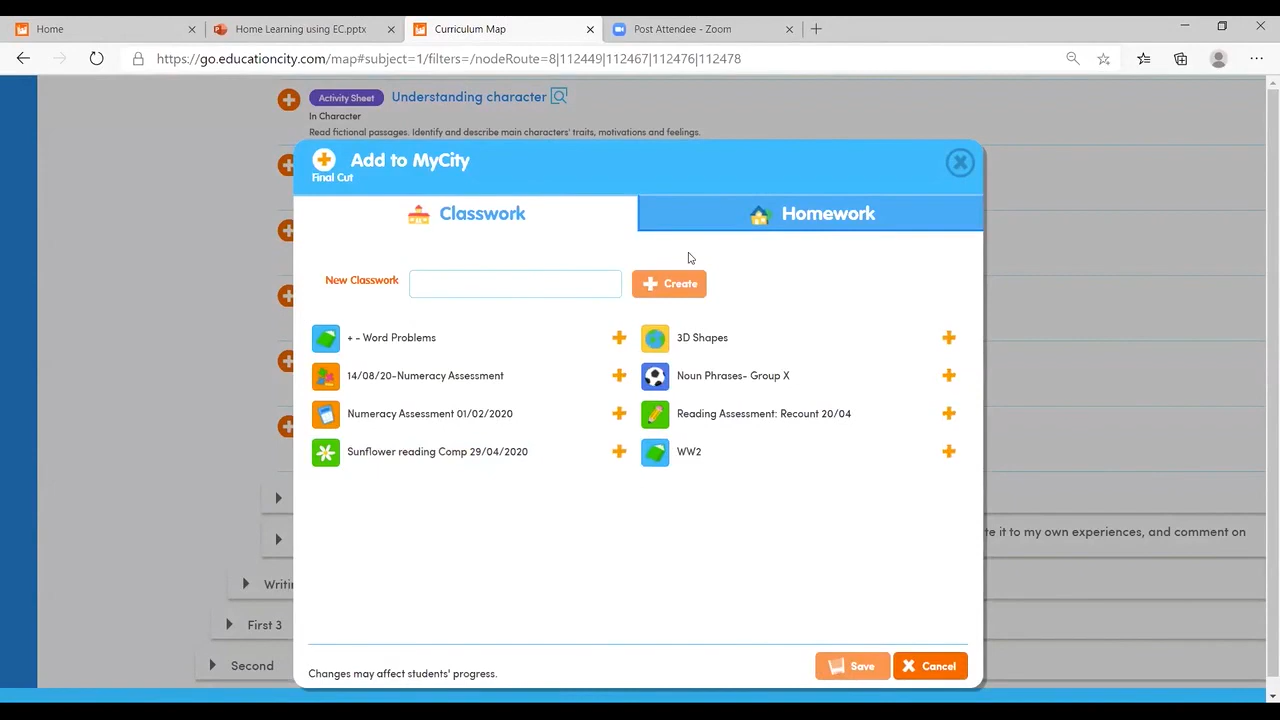 Home
Home Learning using EC.pptx
Curriculum Map
Post Attendee - Zoom
https://go.educationcity.com/map#subject=1/filters=/nodeRoute=8|112449|112467|112476|112478
Activity Sheet Understanding character
In Character
Read fictional passages. Identify and describe main characters' traits, motivations and feelings.
Add to MyCity
Final Cut
Classwork
Homework
New Classwork
Create
+ - Word Problems
3D Shapes
14/08/20-Numeracy Assessment
Noun Phrases- Group X
Numeracy Assessment 01/02/2020
Reading Assessment: Recount 20/04
Sunflower reading Comp 29/04/2020
WW2
te it to my own experiences, and comment on
Writin
First 3
Second
Changes may affect students' progress.
Save
Cancel